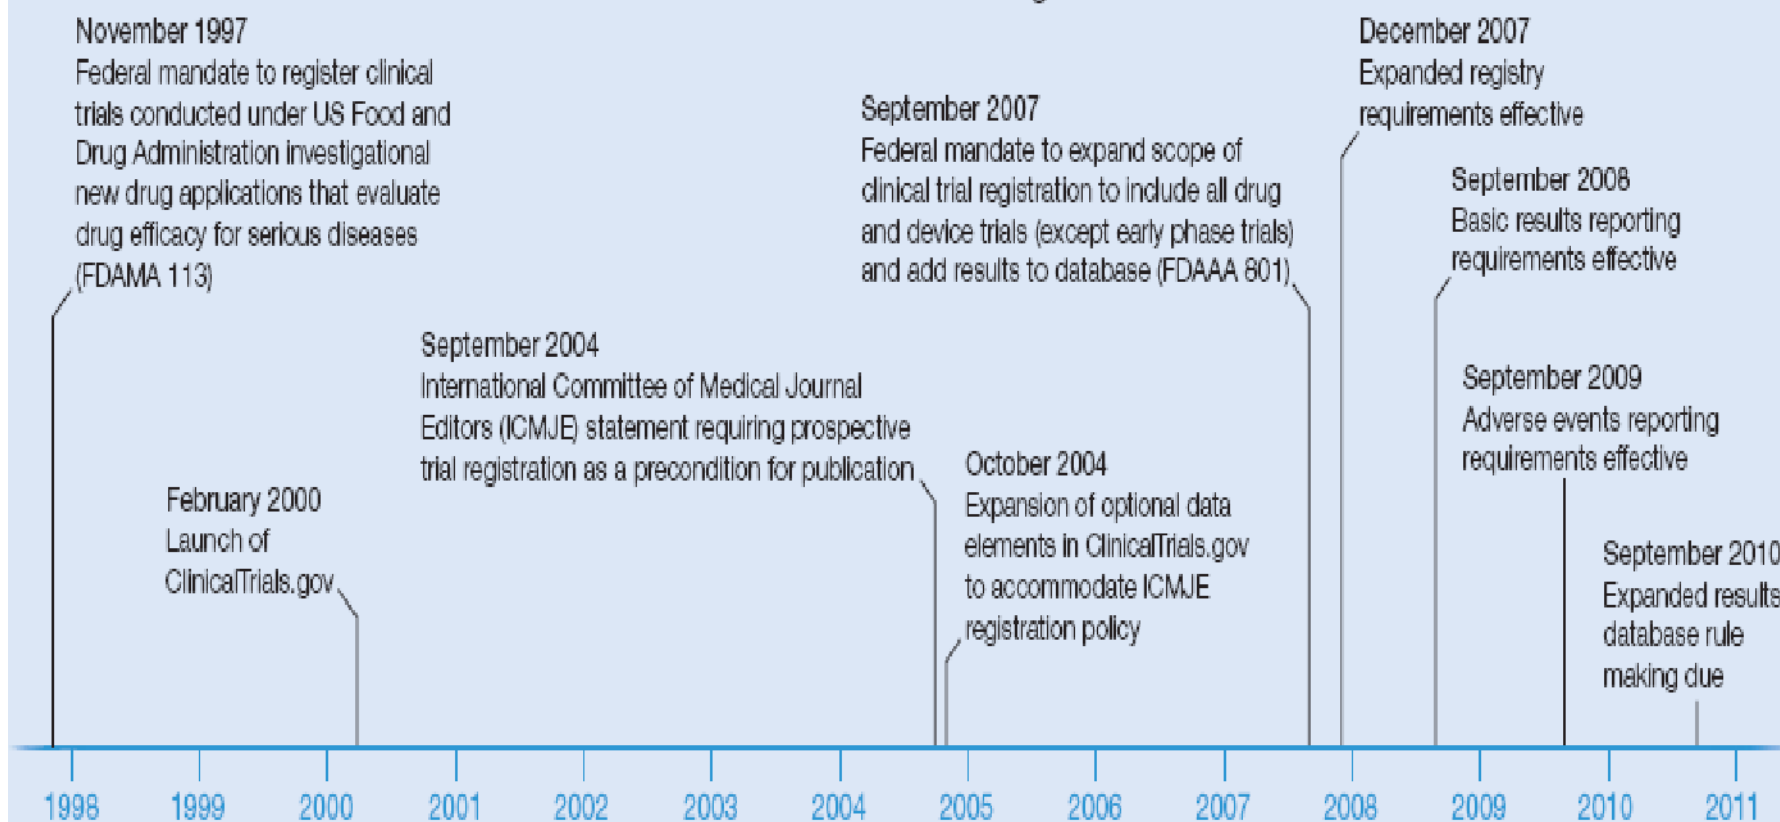 November 1997
Federal mandate to register clinical
trials conducted under US Food and
Drug Administration investigational
new drug applications that evaluate
drug efficacy for serious diseases
(FDAMA 113)
February 2000
Launch of
ClinicalTrials.gov
September 2004
International Committee of Medical Journal
Editors (ICMJE) statement requiring prospective
trial registration as a precondition for publication
October 2004
Expansion of optional data
elements in ClinicalTrials.gov
to accommodate ICMJE
registration policy
September 2007
Federal mandate to expand scope of
clinical trial registration to include all drug
and device trials (except early phase trials)
and add results to database (FDAAA 801)
December 2007
Expanded registry
requirements effective
September 2008
Basic results reporting
requirements effective
September 2009
Adverse events reporting
requirements effective
September 2010
Expanded results
database rule
making due
1998 1999 2000 2001 2002 2003 2004 2005 2006 2007 2008 2009 2010 2011